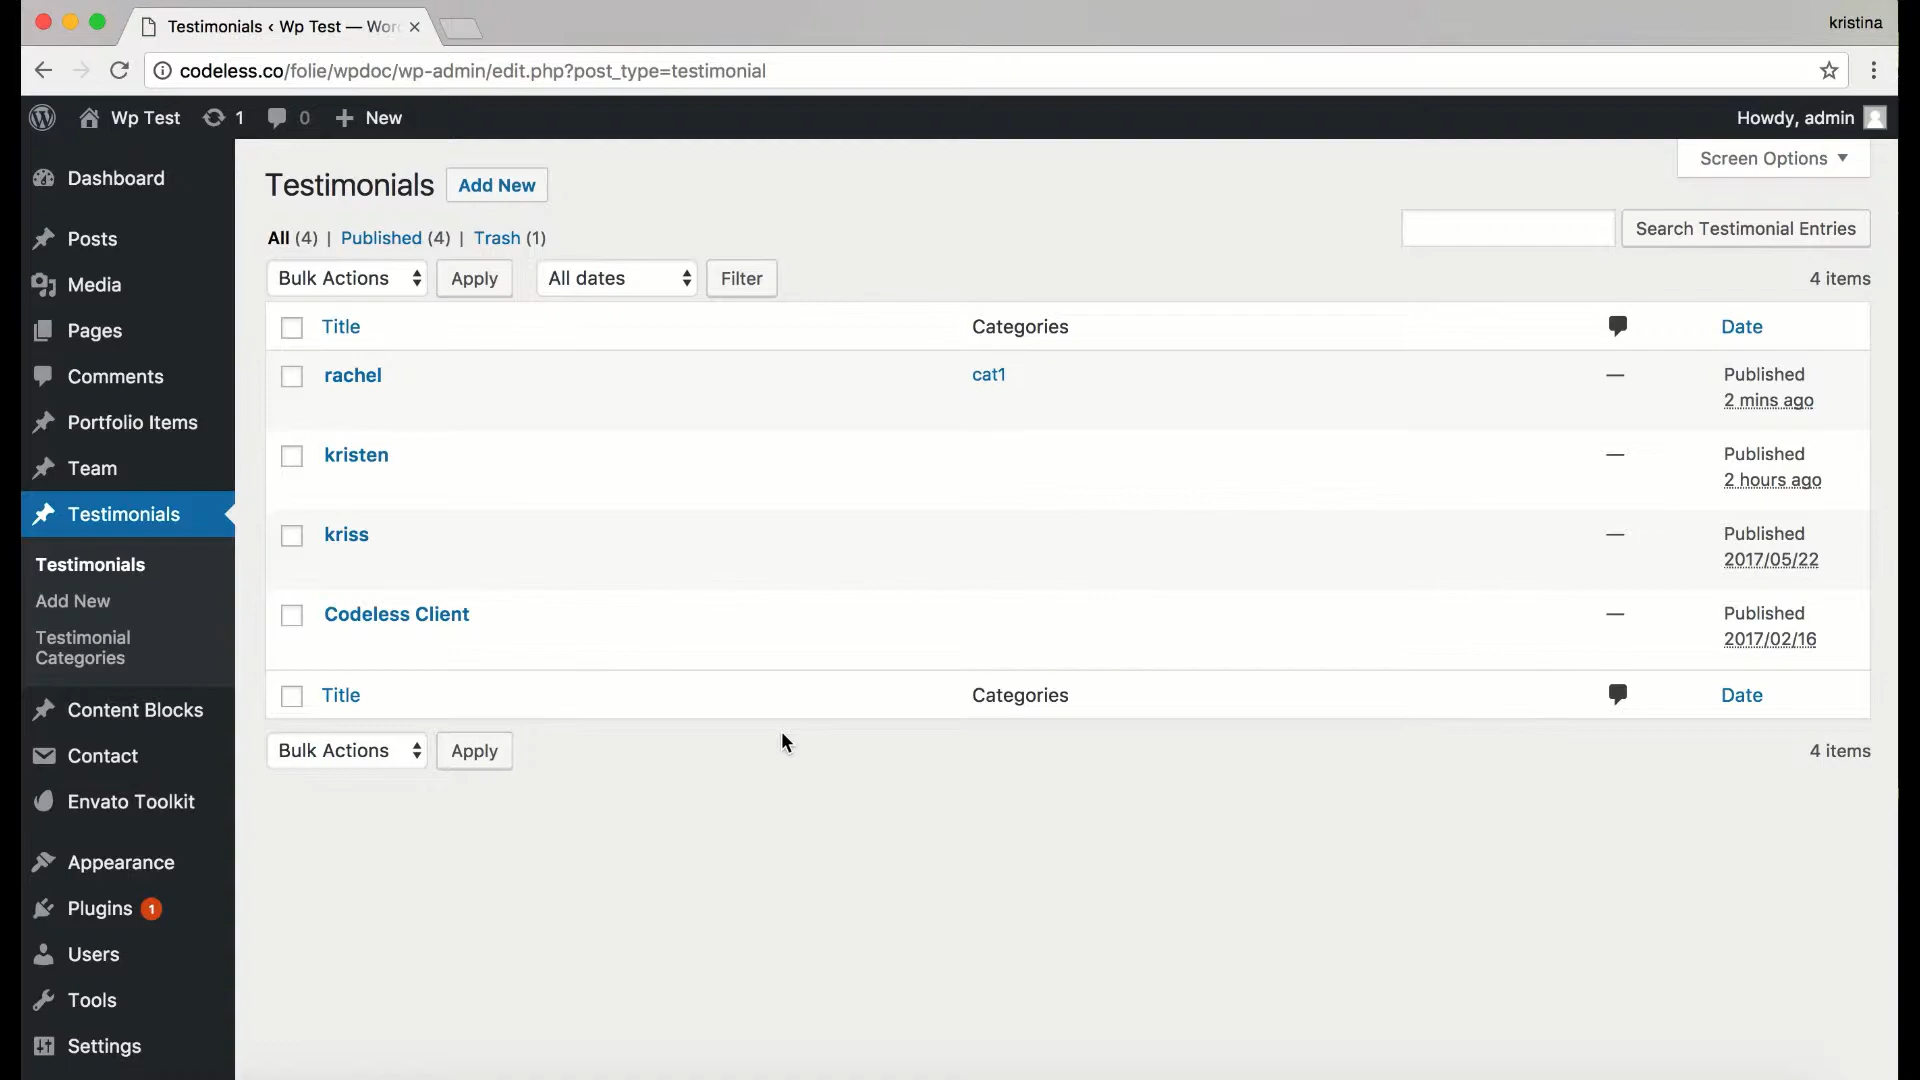 Testimonials ‹ Wp Test — Wor
kristina
codeless.co/folie/wpdoc/wp-admin/edit.php?post_type=testimonial
Wp Test 1 0 New
Howdy, admin
Screen Options
Dashboard
Posts
Media
Pages
Comments
Portfolio Items
Team
Testimonials
Testimonials
Add New
Testimonial
Categories
Content Blocks
Contact
Envato Toolkit
Appearance
Plugins 1
Users
Tools
Settings
Testimonials Add New
All (4) | Published (4) | Trash (1)
Search Testimonial Entries
Bulk Actions Apply All dates Filter 4 items
Title Categories Date
rachel cat1 — Published
2 mins ago
kristen — Published
2 hours ago
kriss — Published
2017/05/22
Codeless Client — Published
2017/02/16
Title Categories Date
Bulk Actions Apply 4 items